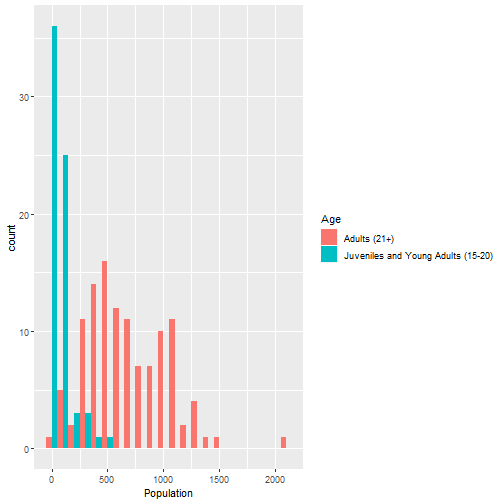 30
20
10
0
count
0 500 1000 1500 2000
Population
Age
Adults (21+)
Juveniles and Young Adults (15-20)